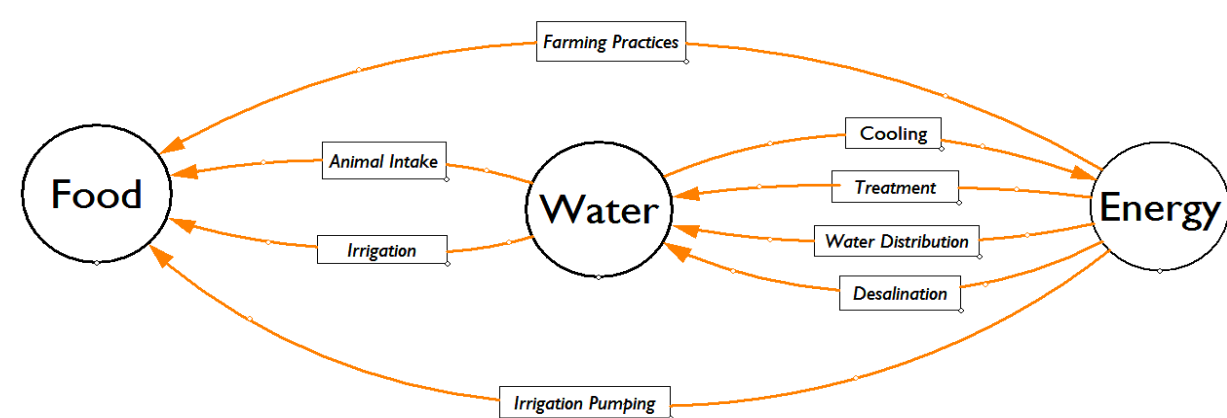 Farming Practices
Cooling
Animal Intake
Treatment
Food
Water
Energy
Irrigation
Water Distribution
Desalination
Irrigation Pumping